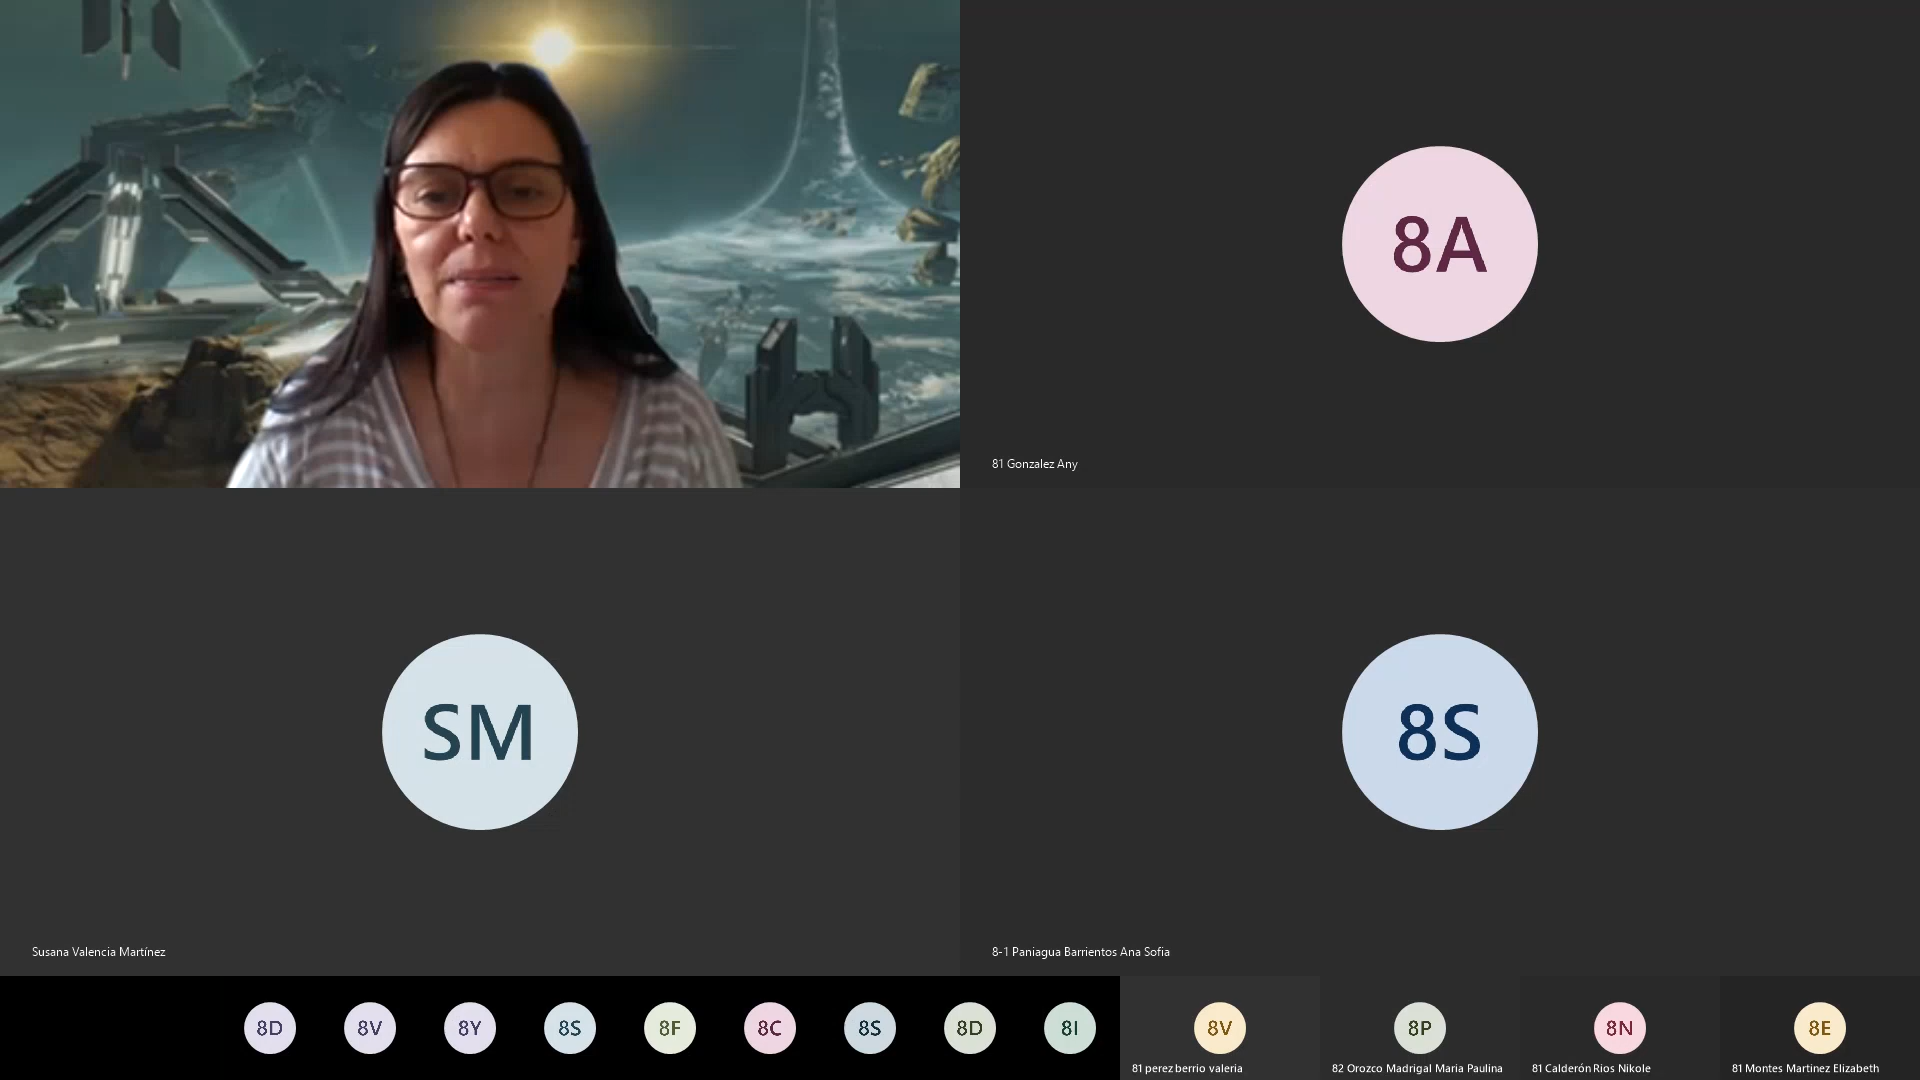 8A
81 Gonzalez Any
SM
Susana Valencia Martínez
8S
8-1 Paniagua Barrientos Ana Sofia
8D
8V
8Y
8S
8F
8C
8S
8D
8I
8V
81 perez berrio valeria
8P
82 Orozco Madrigal Maria Paulina
8N
81 Calderón Rios Nikole
8E
81 Montes Martinez Elizabeth